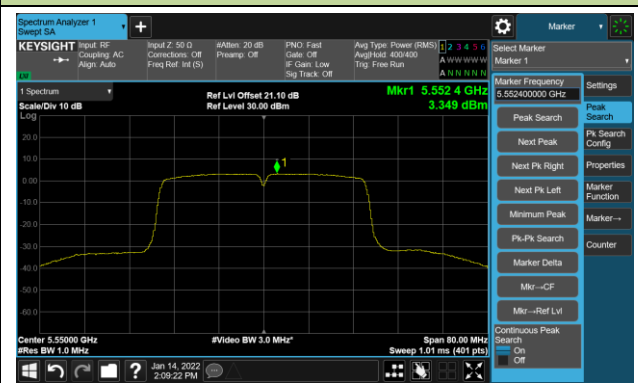 Spectrum Analyzer 1
Swept SA
Marker
KEYSIGHT
Input: RF
Coupling: AC
Align: Auto
Input Z: 50 Ω
Corrections: Off
Freq Ref: Int (S)
#Atten: 20 dB
Preamp: Off
PNO: Fast
Gate: Off
IF Gain: Low
Sig Track: Off
Avg Type: Power (RMS)
Avg|Hold: 400/400
Trig: Free Run
1 2 3 4 5 6
A W W W W W
A N N N N N
Select Marker
Marker 1
1 Spectrum
Scale/Div 10 dB
Log
Ref Lvl Offset 21.10 dB
Ref Level 30.00 dBm
Mkr1 5.552 4 GHz
3.349 dBm
20.0
10.0
0.00
-10.0
-20.0
-30.0
-40.0
-50.0
-60.0
1
Center 5.55000 GHz
#Res BW 1.0 MHz
#Video BW 3.0 MHz*
Span 80.00 MHz
Sweep 1.01 ms (401 pts)
Marker Frequency
5.552400000 GHz
Peak Search
Next Peak
Next Pk Right
Next Pk Left
Minimum Peak
Pk-Pk Search
Marker Delta
Mkr→CF
Mkr→Ref Lvl
Continuous Peak
Search
On
Off
Settings
Peak
Search
Pk Search
Config
Properties
Marker
Function
Marker→
Counter
Jan 14, 2022
2:09:22 PM